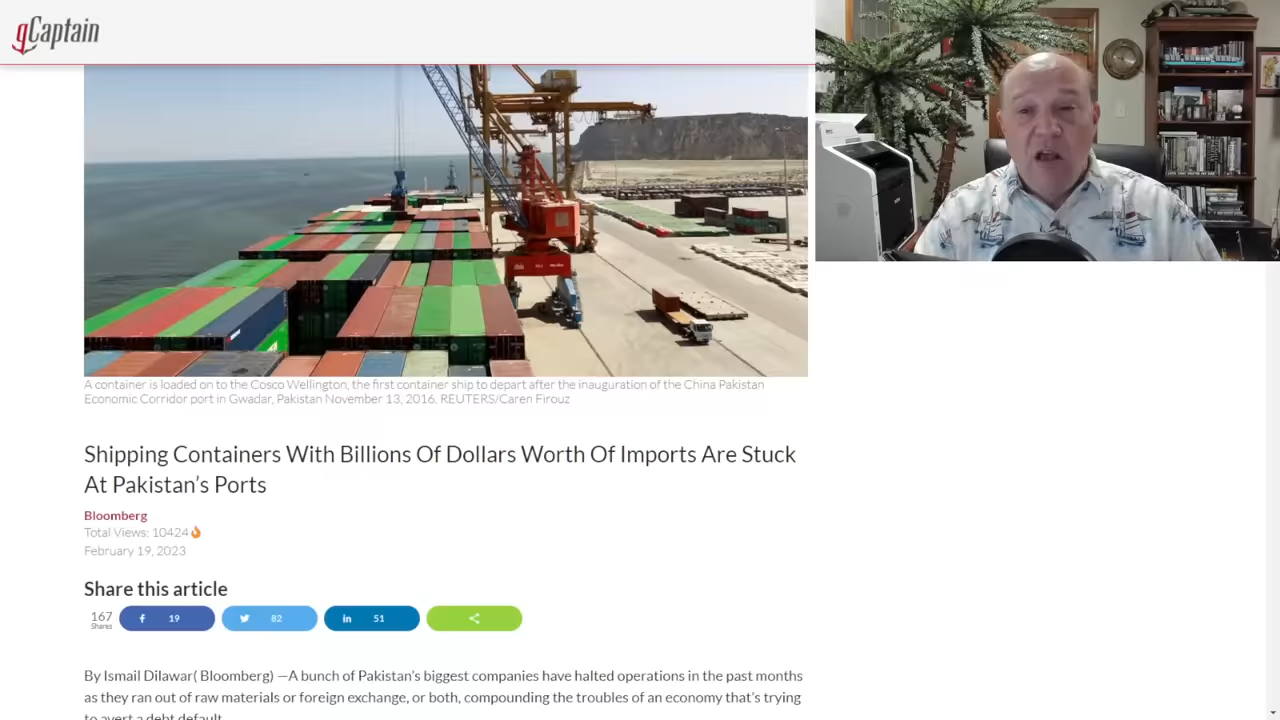 gCaptain
A container is loaded on to the Cosco Wellington, the first container ship to depart after the inauguration of the China Pakistan
Economic Corridor port in Gwadar, Pakistan November 13, 2016. REUTERS/Caren Firouz
Shipping Containers With Billions Of Dollars Worth Of Imports Are Stuck
At Pakistan's Ports
Bloomberg
Total Views: 10424
February 19, 2023
Share this article
167
Shares
19
82
51
By Ismail Dilawar( Bloomberg) —A bunch of Pakistan's biggest companies have halted operations in the past months
as they ran out of raw materials or foreign exchange, or both, compounding the troubles of an economy that's trying
to avert a debt default